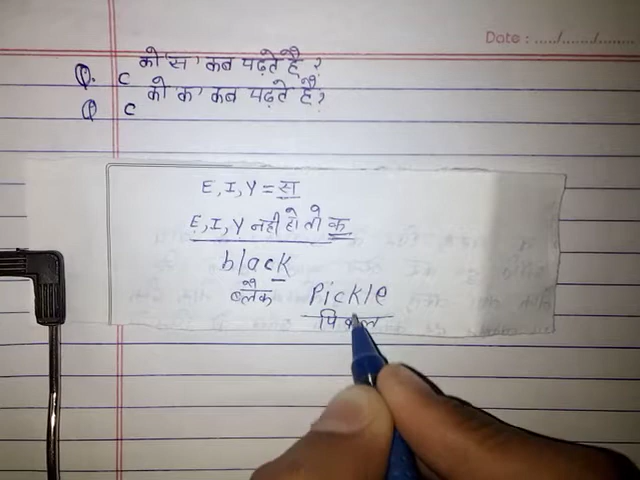 Date : ...../......./........
Q. C को 'स' कब पढ़ते है ?
Q C को 'क' कब पढ़ते है ?
E, I, Y = स
E, I, Y नही हो तो क
black
ब्लैक
Pickle
पिकल